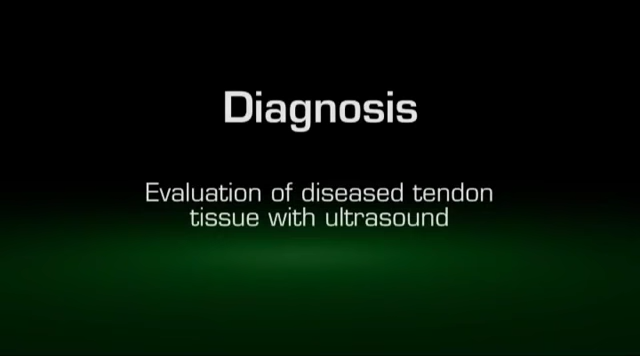 Diagnosis
Evaluation of diseased tendon
tissue with ultrasound